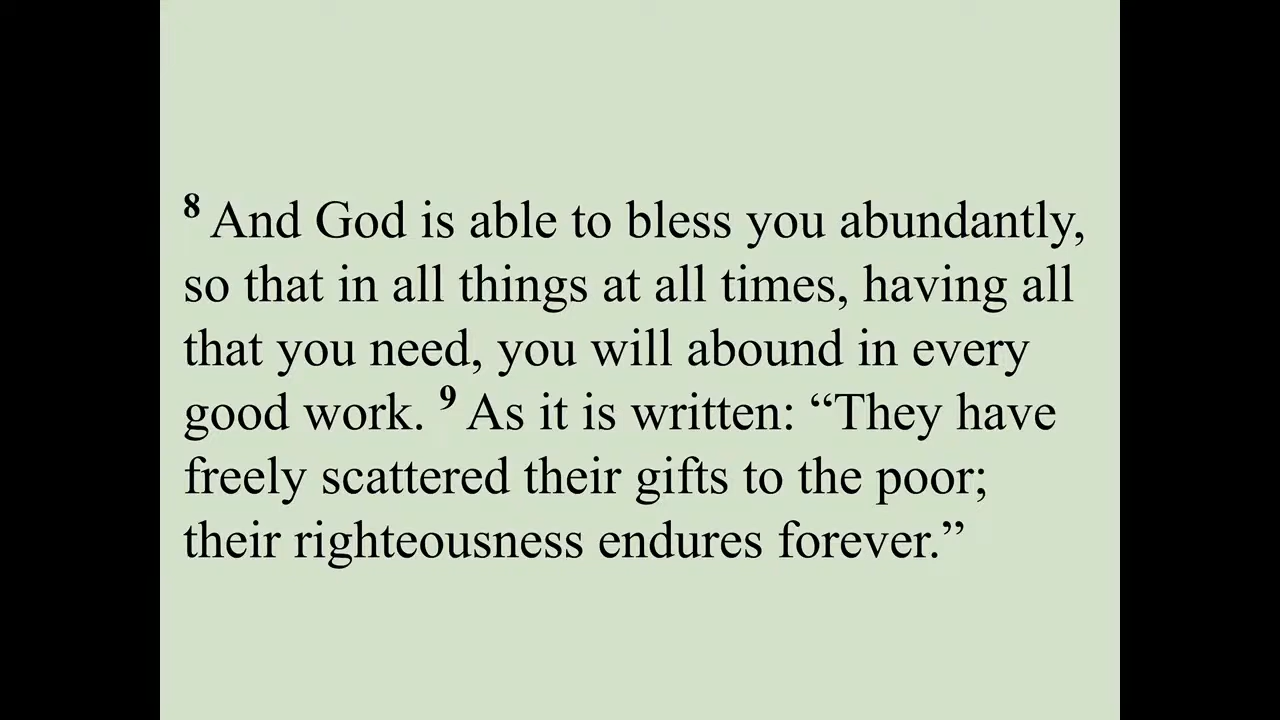 8 And God is able to bless you abundantly,
so that in all things at all times, having all
that you need, you will abound in every
good work. 9 As it is written: “They have
freely scattered their gifts to the poor;
their righteousness endures forever.”